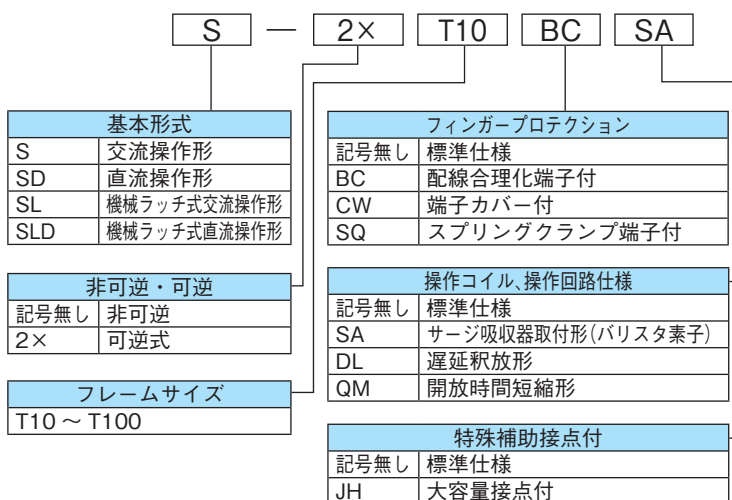 S — 2× T10 BC SA
基本形式
S 交流操作形
SD 直流操作形
SL 機械ラッチ式交流操作形
SLD 機械ラッチ式直流操作形
非可逆・可逆
記号無し 非可逆
2× 可逆式
フレームサイズ
T10～T100
フィンガープロテクション
記号無し 標準仕様
BC 配線合理化端子付
CW 端子カバー付
SQ スプリングクランプ端子付
操作コイル、操作回路仕様
記号無し 標準仕様
SA サージ吸収器取付形(バリスタ素子)
DL 遅延釈放形
QM 開放時間短縮形
特殊補助接点付
記号無し 標準仕様
JH 大容量接点付